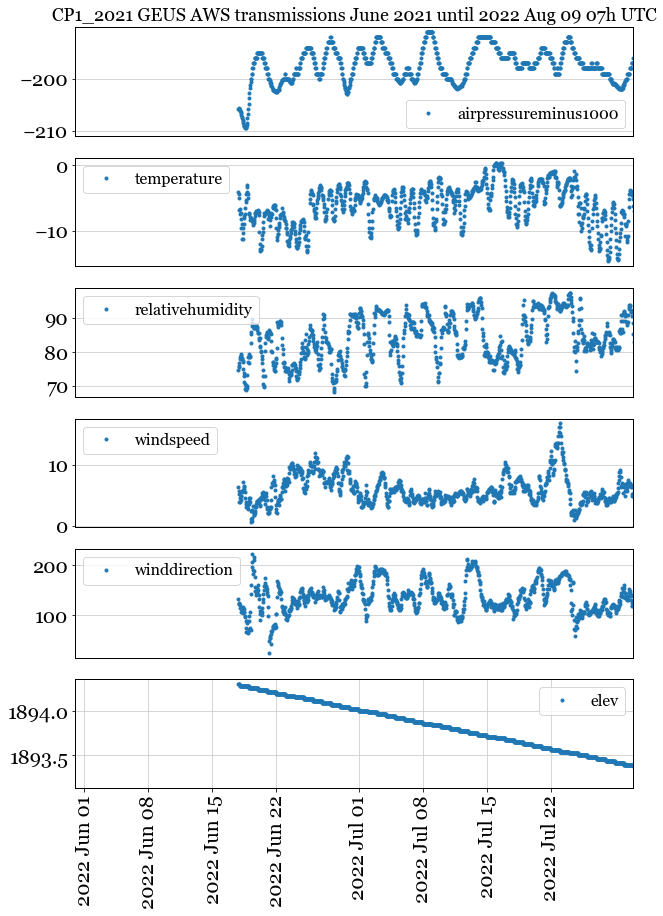 CP1_2021 GEUS AWS transmissions June 2021 until 2022 Aug 09 07h UTC
−200
−210
airpressureminus1000
0
−10
temperature
90
80
70
relativehumidity
10
0
windspeed
200
100
winddirection
1894.0
1893.5
elev
2022 Jun 01
2022 Jun 08
2022 Jun 15
2022 Jun 22
2022 Jul 01
2022 Jul 08
2022 Jul 15
2022 Jul 22